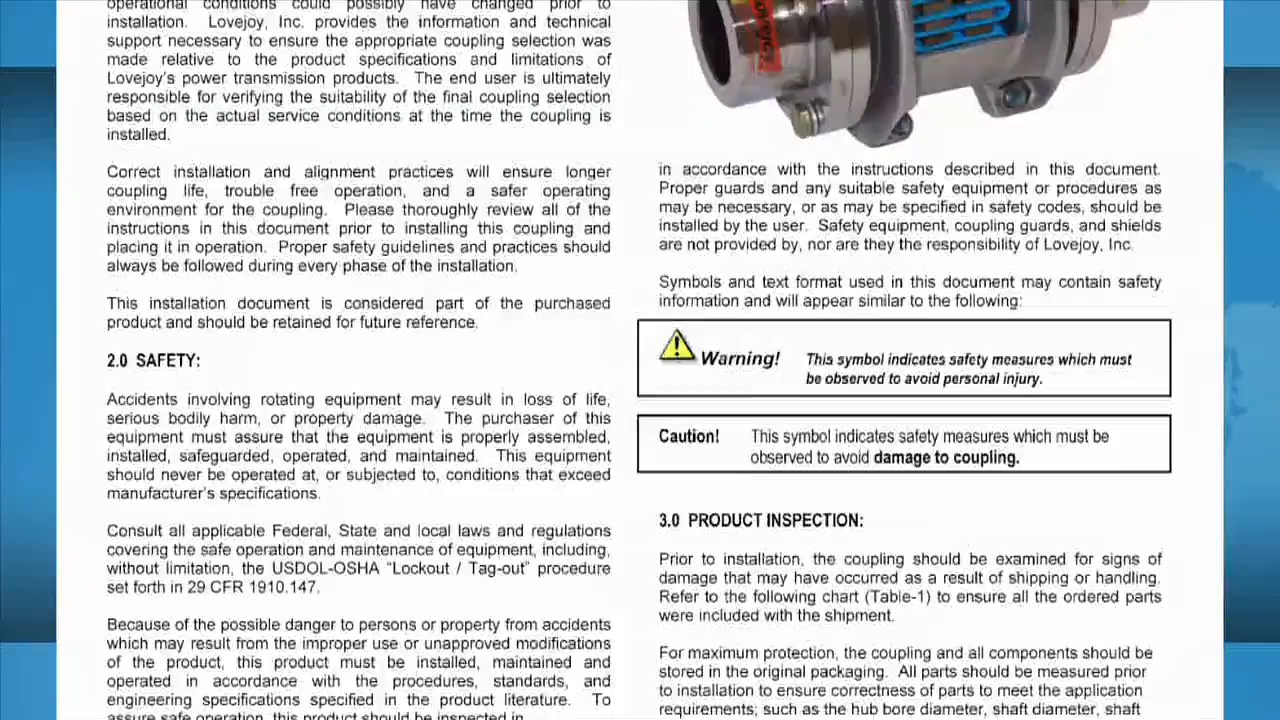 operational conditions could possibly have changed prior to
installation. Lovejoy, Inc. provides the information and technical
support necessary to ensure the appropriate coupling selection was
made relative to the product specifications and limitations of
Lovejoy's power transmission products. The end user is ultimately
responsible for verifying the suitability of the final coupling selection
based on the actual service conditions at the time the coupling is
installed.
Correct installation and alignment practices will ensure longer
coupling life, trouble free operation, and a safer operating
environment for the coupling. Please thoroughly review all of the
instructions in this document prior to installing this coupling and
placing it in operation. Proper safety guidelines and practices should
always be followed during every phase of the installation.
This installation document is considered part of the purchased
product and should be retained for future reference.
2.0 SAFETY:
Accidents involving rotating equipment may result in loss of life,
serious bodily harm, or property damage. The purchaser of this
equipment must assure that the equipment is properly assembled,
installed, safeguarded, operated, and maintained. This equipment
should never be operated at, or subjected to, conditions that exceed
manufacturer's specifications.
Consult all applicable Federal, State and local laws and regulations
covering the safe operation and maintenance of equipment, including,
without limitation, the USDOL-OSHA "Lockout / Tag-out" procedure
set forth in 29 CFR 1910.147.
Because of the possible danger to persons or property from accidents
which may result from the improper use or unapproved modifications
of the product, this product must be installed, maintained and
operated in accordance with the procedures, standards, and
engineering specifications specified in the product literature. To
assure safe operation, this product should be inspected in
Lovejoy
in accordance with the instructions described in this document.
Proper guards and any suitable safety equipment or procedures as
may be necessary, or as may be specified in safety codes, should be
installed by the user. Safety equipment, coupling guards, and shields
are not provided by, nor are they the responsibility of Lovejoy, Inc.
Symbols and text format used in this document may contain safety
information and will appear similar to the following:
Warning! This symbol indicates safety measures which must
be observed to avoid personal injury.
Caution! This symbol indicates safety measures which must be
observed to avoid damage to coupling.
3.0 PRODUCT INSPECTION:
Prior to installation, the coupling should be examined for signs of
damage that may have occurred as a result of shipping or handling.
Refer to the following chart (Table-1) to ensure all the ordered parts
were included with the shipment.
For maximum protection, the coupling and all components should be
stored in the original packaging. All parts should be measured prior
to installation to ensure correctness of parts to meet the application
requirements; such as the hub bore diameter, shaft diameter, shaft